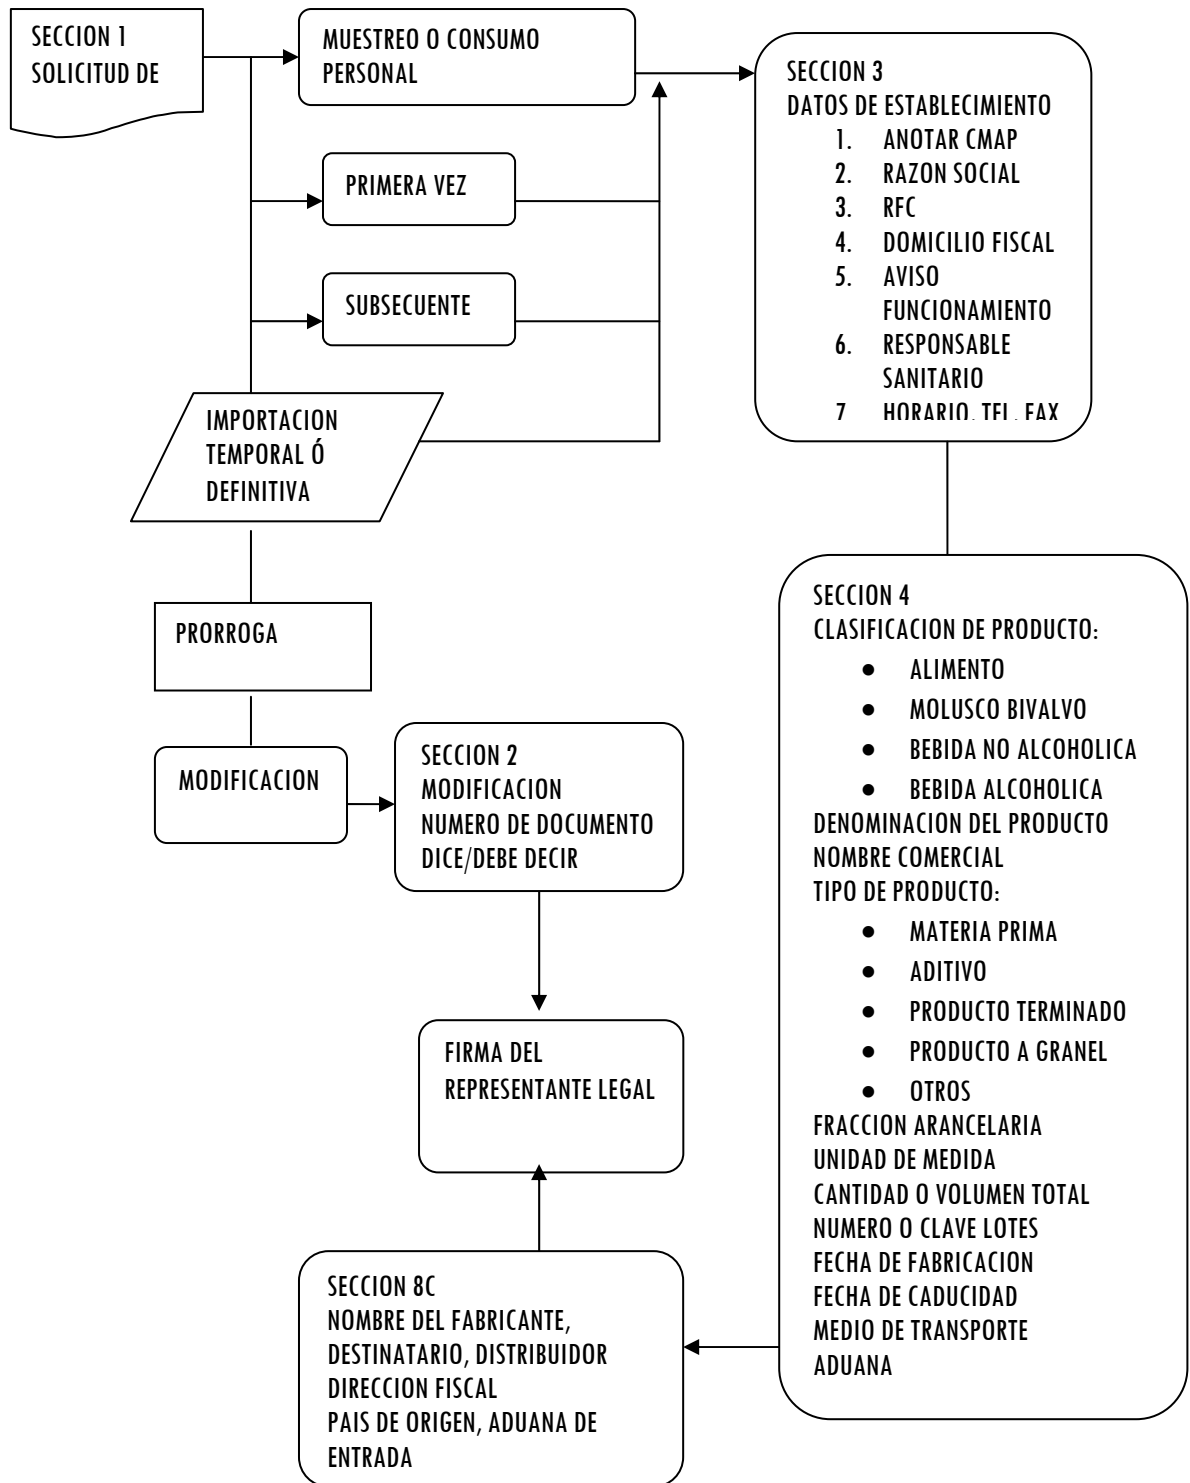 SECCION 1
SOLICITUD DE
MUESTREO O CONSUMO
PERSONAL
PRIMERA VEZ
SUBSECUENTE
IMPORTACION
TEMPORAL Ó
DEFINITIVA
PRORROGA
MODIFICACION
SECCION 2
MODIFICACION
NUMERO DE DOCUMENTO
DICE/DEBE DECIR
SECCION 3
DATOS DE ESTABLECIMIENTO
1. ANOTAR CMAP
2. RAZON SOCIAL
3. RFC
4. DOMICILIO FISCAL
5. AVISO
FUNCIONAMIENTO
6. RESPONSABLE
SANITARIO
7 HORARIO, TEL, FAX
SECCION 4
CLASIFICACION DE PRODUCTO:
● ALIMENTO
● MOLUSCO BIVALVO
● BEBIDA NO ALCOHOLICA
● BEBIDA ALCOHOLICA
DENOMINACION DEL PRODUCTO
NOMBRE COMERCIAL
TIPO DE PRODUCTO:
● MATERIA PRIMA
● ADITIVO
● PRODUCTO TERMINADO
● PRODUCTO A GRANEL
● OTROS
FRACCION ARANCELARIA
UNIDAD DE MEDIDA
CANTIDAD O VOLUMEN TOTAL
NUMERO O CLAVE LOTES
FECHA DE FABRICACION
FECHA DE CADUCIDAD
MEDIO DE TRANSPORTE
ADUANA
SECCION 8C
NOMBRE DEL FABRICANTE,
DESTINATARIO, DISTRIBUIDOR
DIRECCION FISCAL
PAIS DE ORIGEN, ADUANA DE
ENTRADA
FIRMA DEL
REPRESENTANTE LEGAL